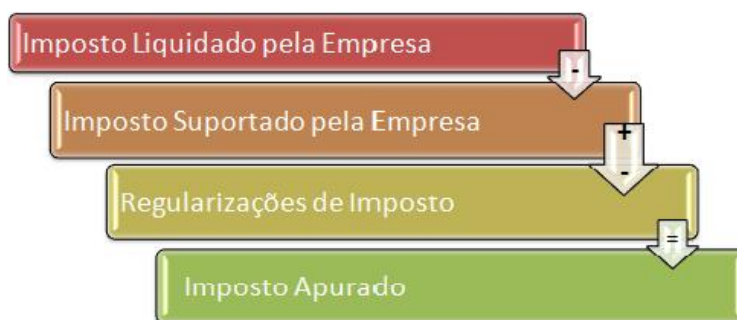 Imposto Liquidado pela Empresa
-
Imposto Suportado pela Empresa
+
-
Regularizações de Imposto
=
Imposto Apurado